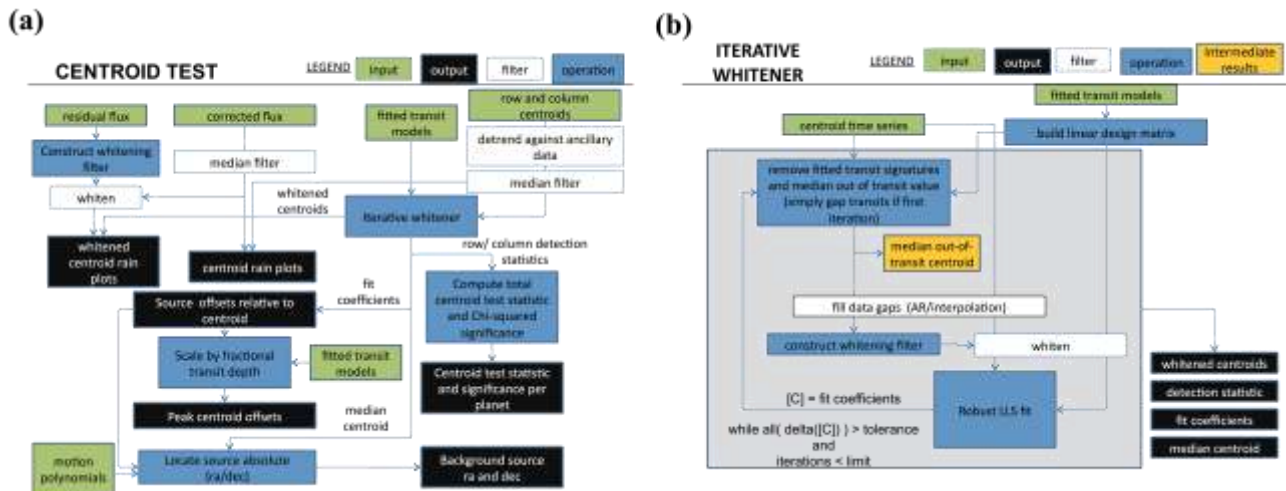 (a)
CENTROID TEST
LEGEND
input
output
filter
operation
residual flux
corrected flux
fitted transit
models
row and column
centroids
Construct whitening
filter
median filter
detrend against ancillary
data
median filter
whiten
whitened
centroids
Iterative whitener
whitened
centroid rain
plots
centroid rain plots
row/ column detection
statistics
Source offsets relative to
centroid
fit
coefficients
Compute total
centroid test statistic
and Chi-squared
significance
Scale by fractional
transit depth
fitted transit
models
Centroid test statistic
and significance per
planet
Peak centroid offsets
median
centroid
motion
polynomials
Locate source absolute
(ra/dec)
Background source
ra and dec
(b)
ITERATIVE
WHITENER
LEGEND
input
output
filter
operation
Intermediate
results
fitted transit models
centroid time series
build linear design matrix
remove fitted transit signatures
and median out of transit value
(simply gap transits if first
iteration)
median out-of-
transit centroid
fill data gaps (AR/interpolation)
construct whitening filter
whiten
[C] = fit coefficients
Robust LLS fit
while all( delta([C]) ) > tolerance
and
iterations < limit
whitened centroids
detection statistic
fit coefficients
median centroid